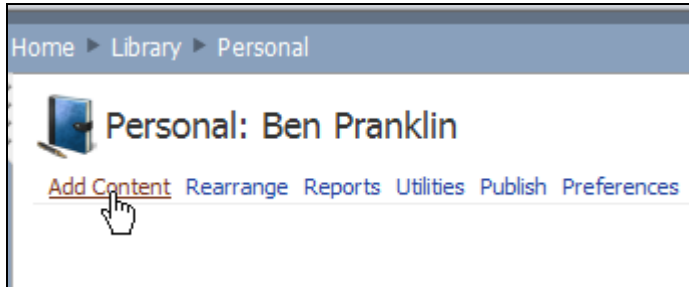 Home ▶ Library ▶ Personal
Personal: Ben Pranklin
Add Content Rearrange Reports Utilities Publish Preferences